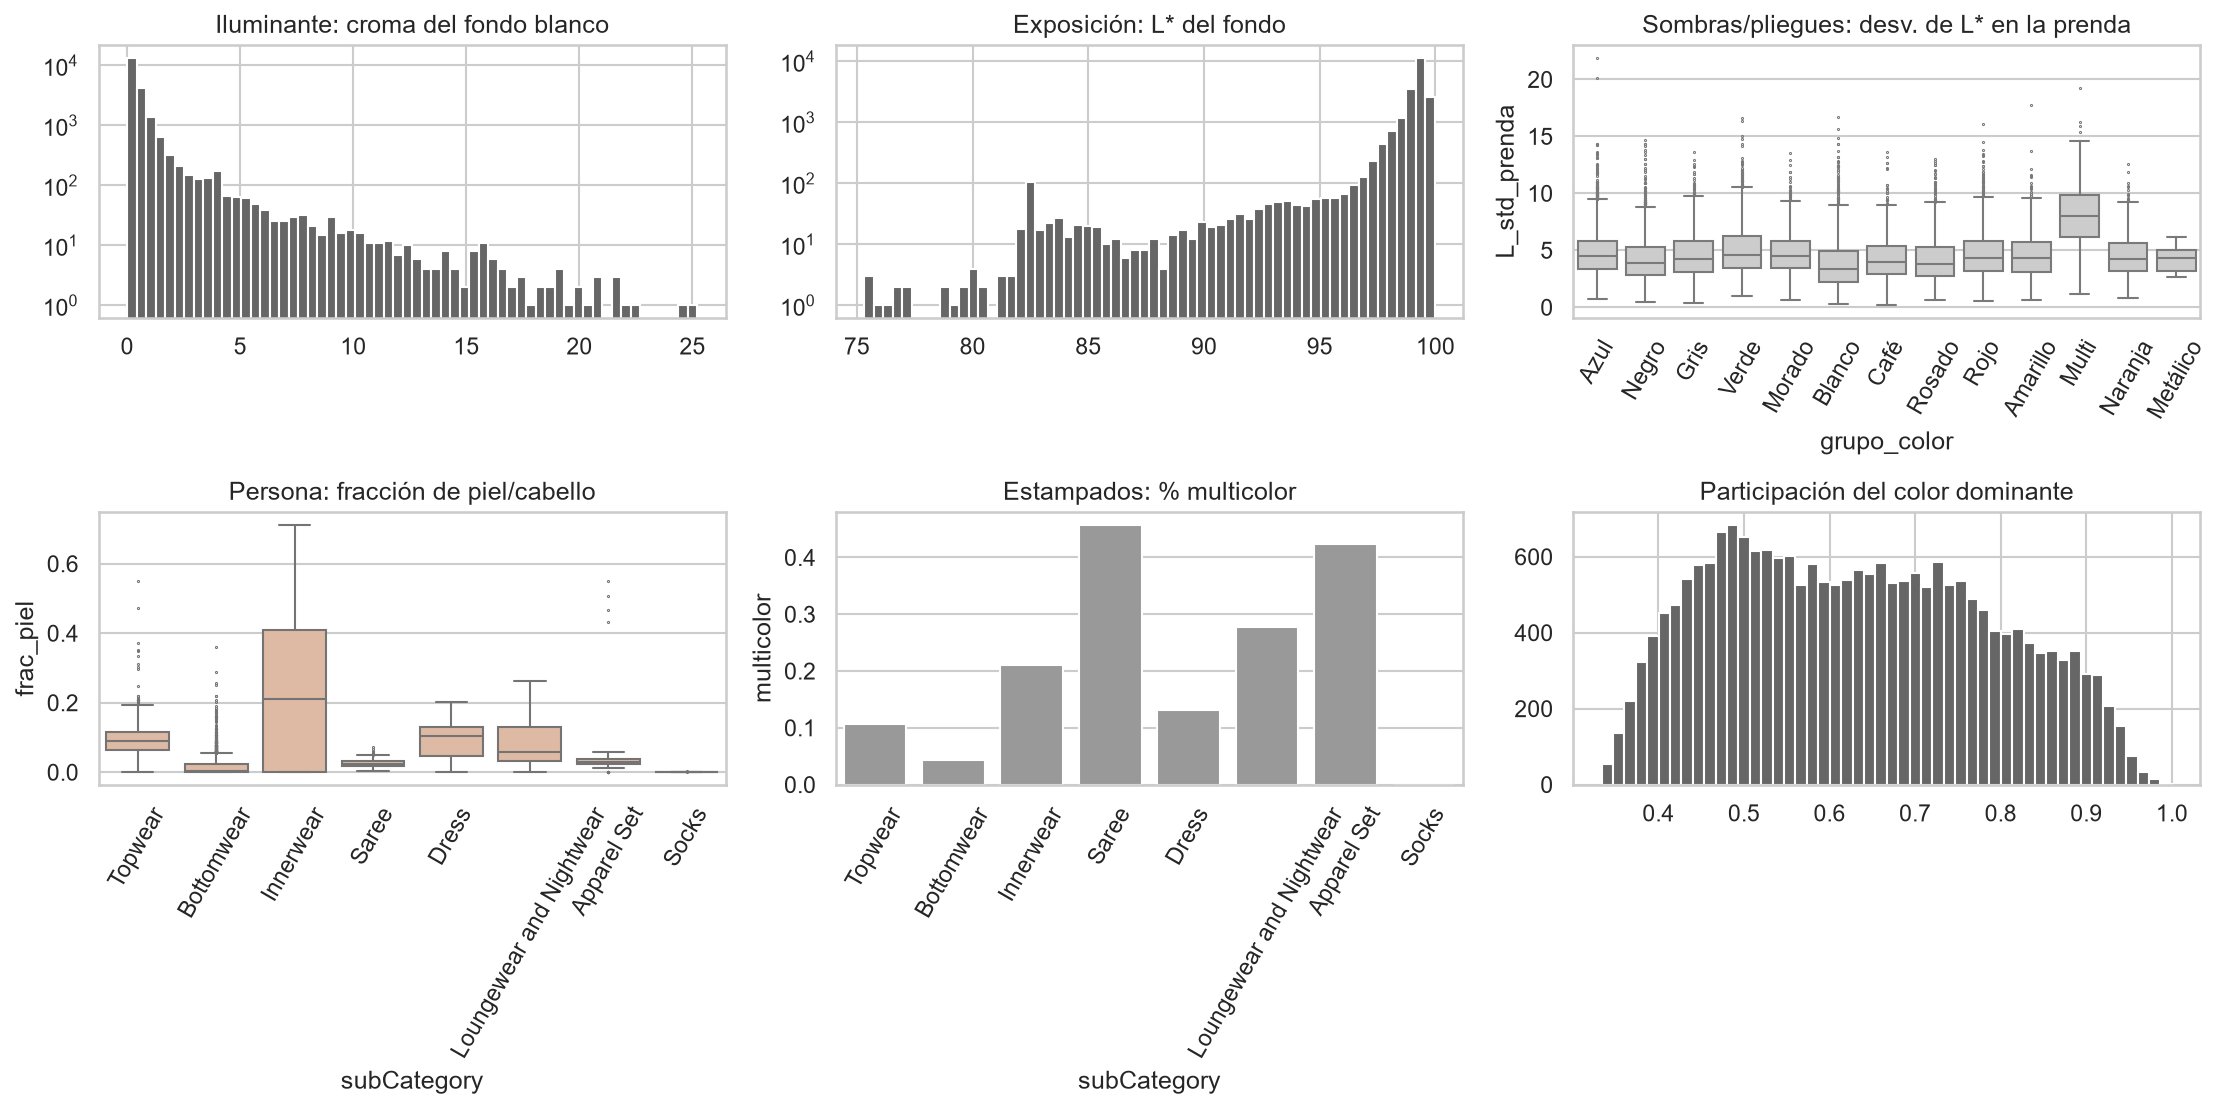 Iluminante: croma del fondo blanco
10⁴
10³
10²
10¹
10⁰
0 5 10 15 20 25
Exposición: L* del fondo
10⁴
10³
10²
10¹
10⁰
75 80 85 90 95 100
Sombras/pliegues: desv. de L* en la prenda
L_std_prenda
20
15
10
5
0
Azul Negro Gris Verde Morado Blanco Café Rosado Rojo Amarillo Multi Naranja Metálico
grupo_color
Persona: fracción de piel/cabello
frac_piel
0.6
0.4
0.2
0.0
Topwear Bottomwear Innerwear Saree Dress Loungewear and Nightwear Apparel Set Socks
subCategory
Estampados: % multicolor
multicolor
0.4
0.3
0.2
0.1
0.0
Topwear Bottomwear Innerwear Saree Dress Loungewear and Nightwear Apparel Set Socks
subCategory
Participación del color dominante
600
400
200
0
0.4 0.5 0.6 0.7 0.8 0.9 1.0